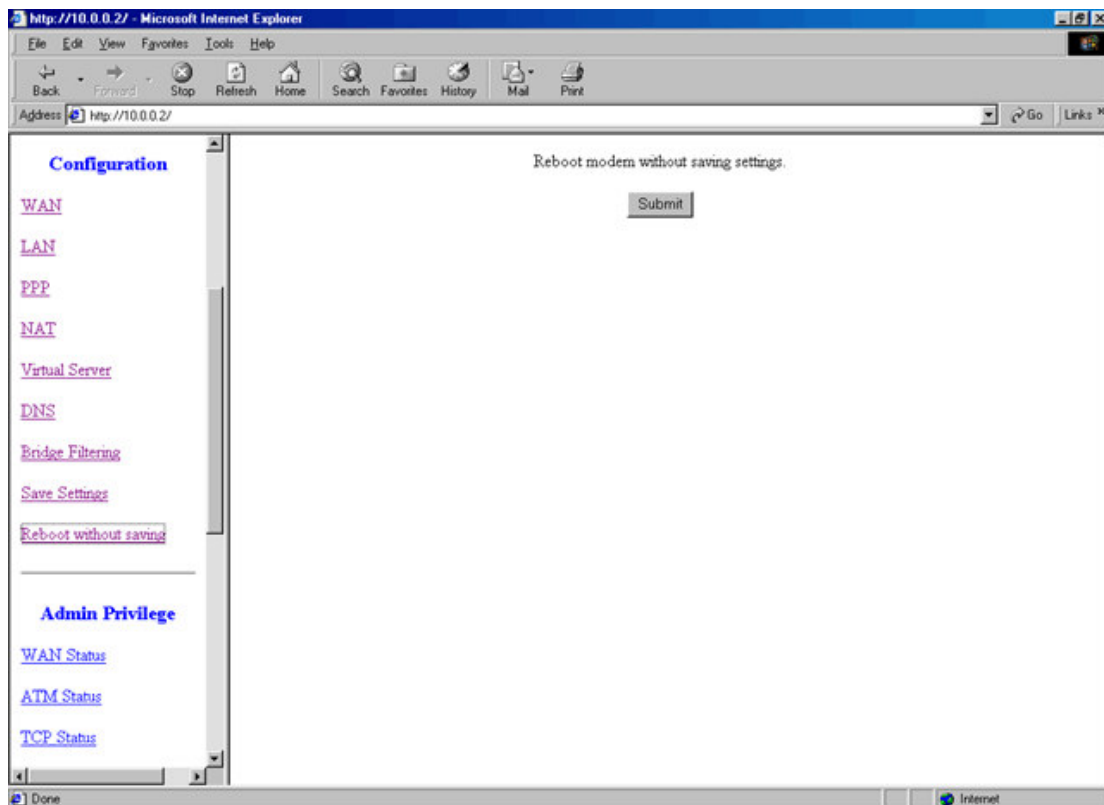 http://10.0.0.2/ - Microsoft Internet Explorer
File Edit View Favorites Tools Help
Back Forward Stop Refresh Home Search Favorites History Mail Print
Address http://10.0.0.2/ Go Links »
Configuration
WAN
LAN
PPP
NAT
Virtual Server
DNS
Bridge Filtering
Save Settings
Reboot without saving
Admin Privilege
WAN Status
ATM Status
TCP Status
Reboot modem without saving settings.
Submit
Done Internet